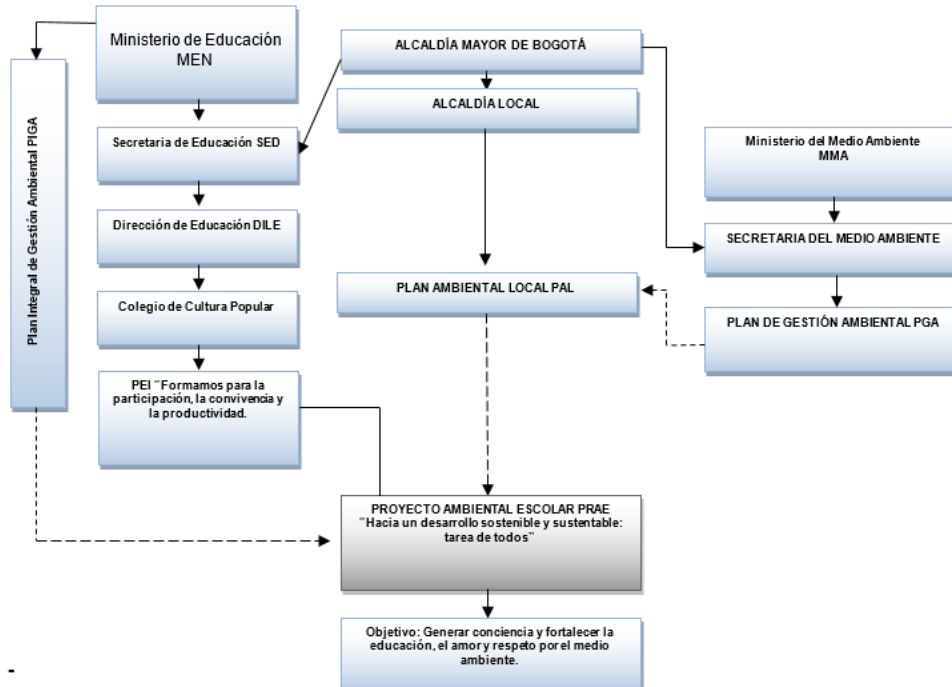 Ministerio de Educación
MEN
ALCALDÍA MAYOR DE BOGOTÁ
ALCALDÍA LOCAL
Plan Integral de Gestión Ambiental PIGA
Secretaria de Educación SED
Ministerio del Medio Ambiente
MMA
Dirección de Educación DILE
SECRETARIA DEL MEDIO AMBIENTE
PLAN AMBIENTAL LOCAL PAL
Colegio de Cultura Popular
PLAN DE GESTIÓN AMBIENTAL PGA
PEI ¨Formamos para la
participación, la convivencia y
la productividad.
PROYECTO AMBIENTAL ESCOLAR PRAE
¨Hacia un desarrollo sostenible y sustentable:
tarea de todos¨
Objetivo: Generar conciencia y fortalecer la
educación, el amor y respeto por el medio
ambiente.
-